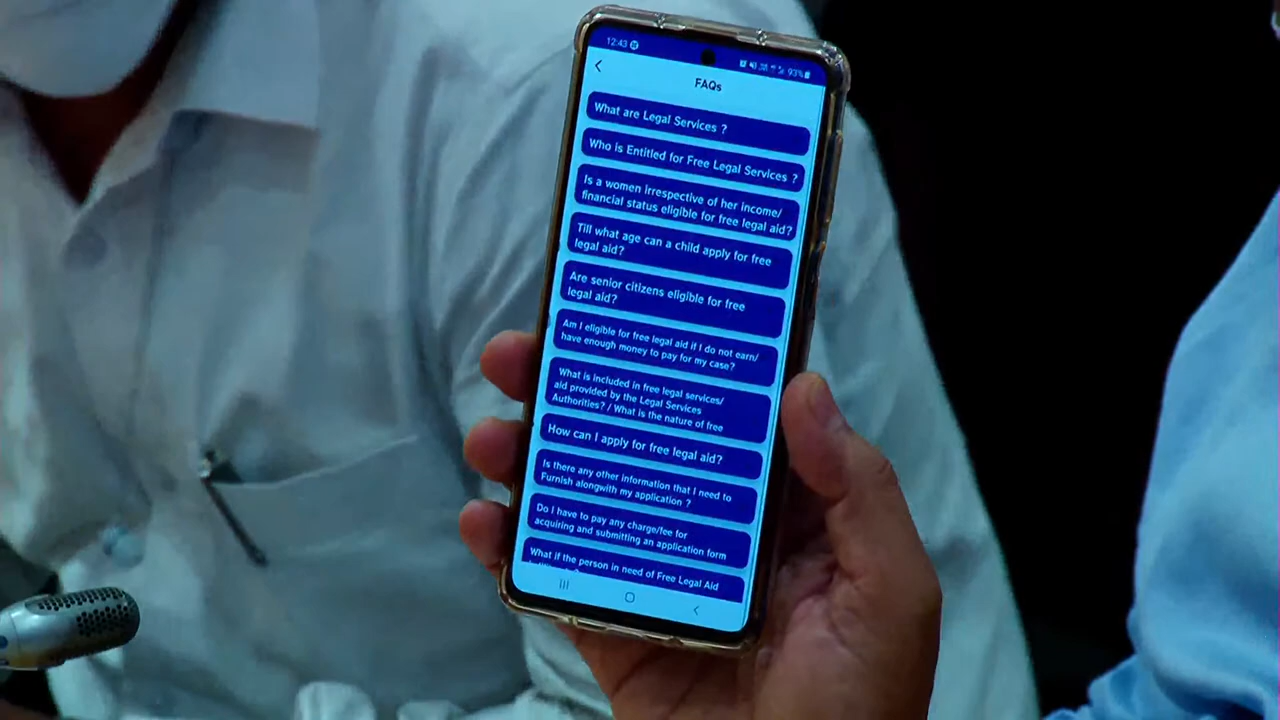 12:43
93%
FAQs
What are Legal Services ?
Who is Entitled for Free Legal Services ?
Is a women irrespective of her income/
financial status eligible for free legal aid?
Till what age can a child apply for free
legal aid?
Are senior citizens eligible for free
legal aid?
Am I eligible for free legal aid if I do not earn/
have enough money to pay for my case?
What is included in free legal services/
aid provided by the Legal Services
Authorities? / What is the nature of free
How can I apply for free legal aid?
Is there any other information that I need to
Furnish alongwith my application ?
Do I have to pay any charge/fee for
acquiring and submitting an application form
What if the person in need of Free Legal Aid